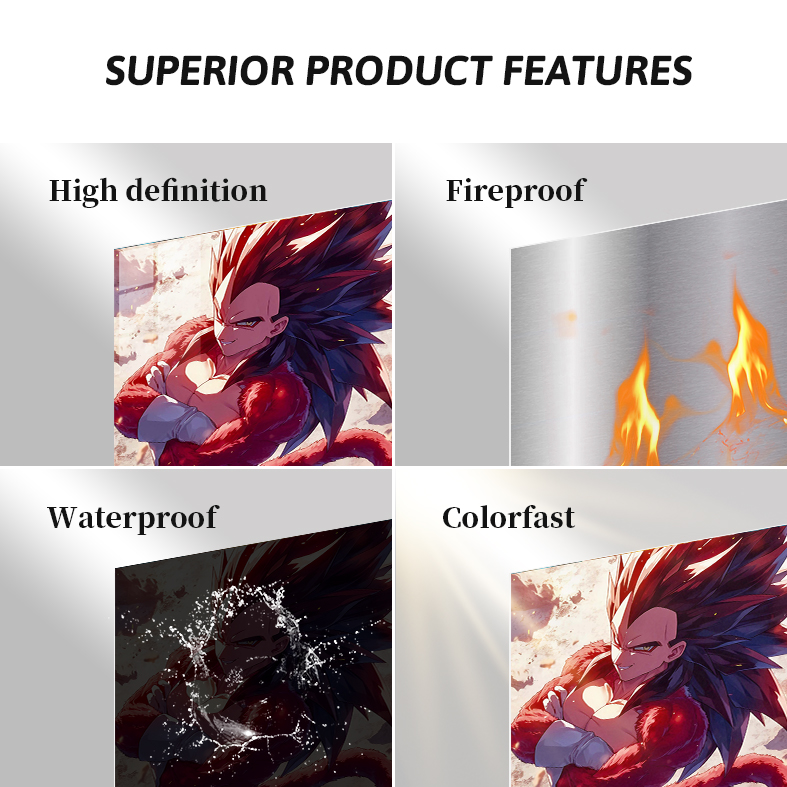 SUPERIOR PRODUCT FEATURES
High definition
Fireproof
Waterproof
Colorfast